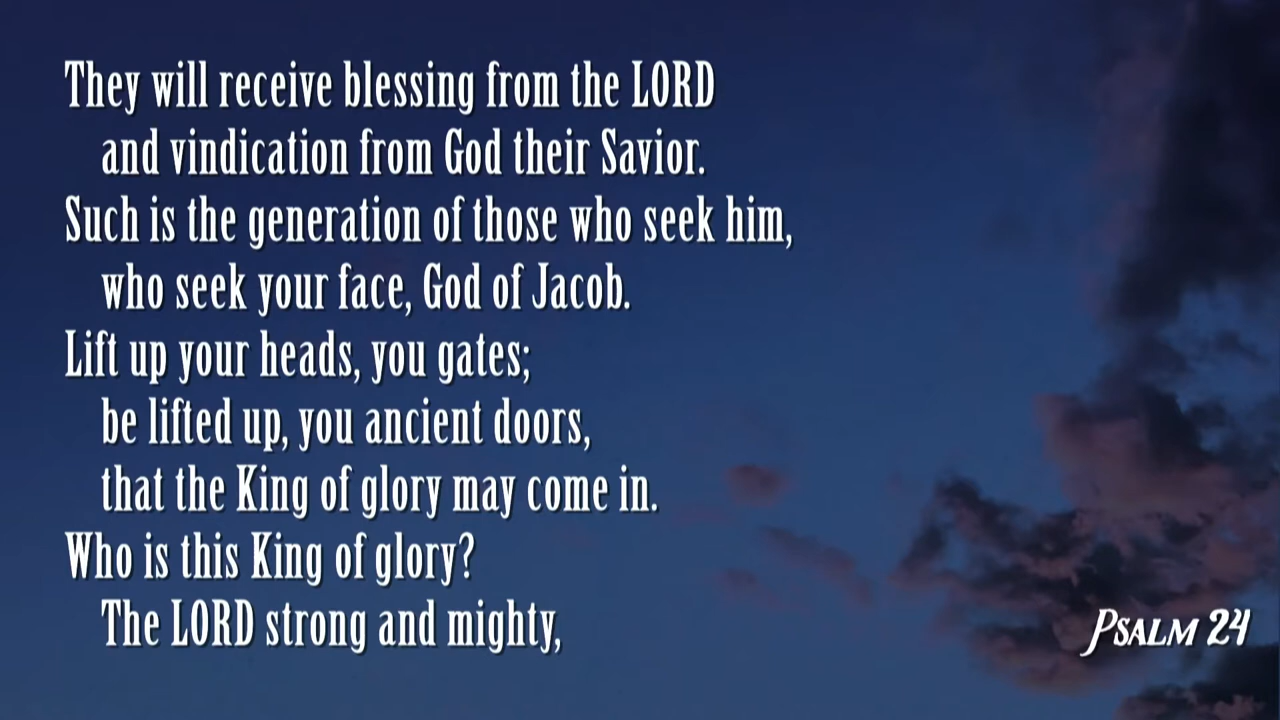 They will receive blessing from the LORD
and vindication from God their Savior.
Such is the generation of those who seek him,
who seek your face, God of Jacob.
Lift up your heads, you gates;
be lifted up, you ancient doors,
that the King of glory may come in.
Who is this King of glory?
The LORD strong and mighty,
PSALM 24